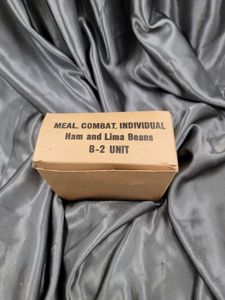 MEAL, COMBAT, INDIVIDUAL
Ham and Lima Beans
B-2 UNIT